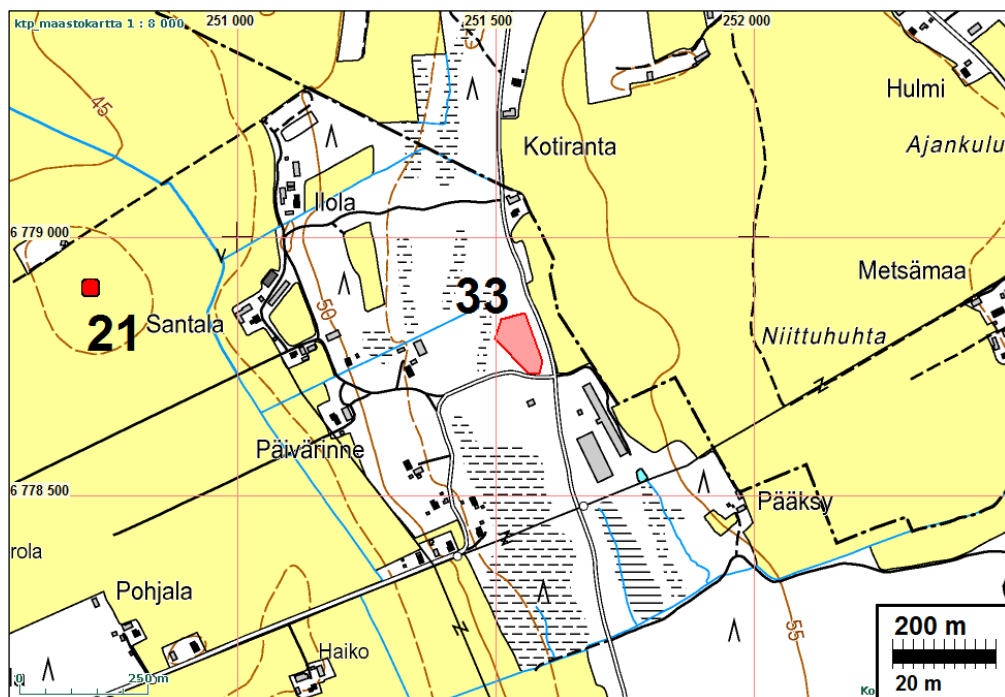 ktp_maastokartta 1 : 8 000
251 000
251 500
252 000
45
Hulmi
Ajankulu
Kotiranta
Ilola
6 779 000
Metsämaa
33
50
21
Santala
Niittuhuhta
Z
Päivärinne
6 778 500
Pääksy
Z
rola
Pohjala
Z
200 m
55
Haiko
0
250 m
20 m
Ko